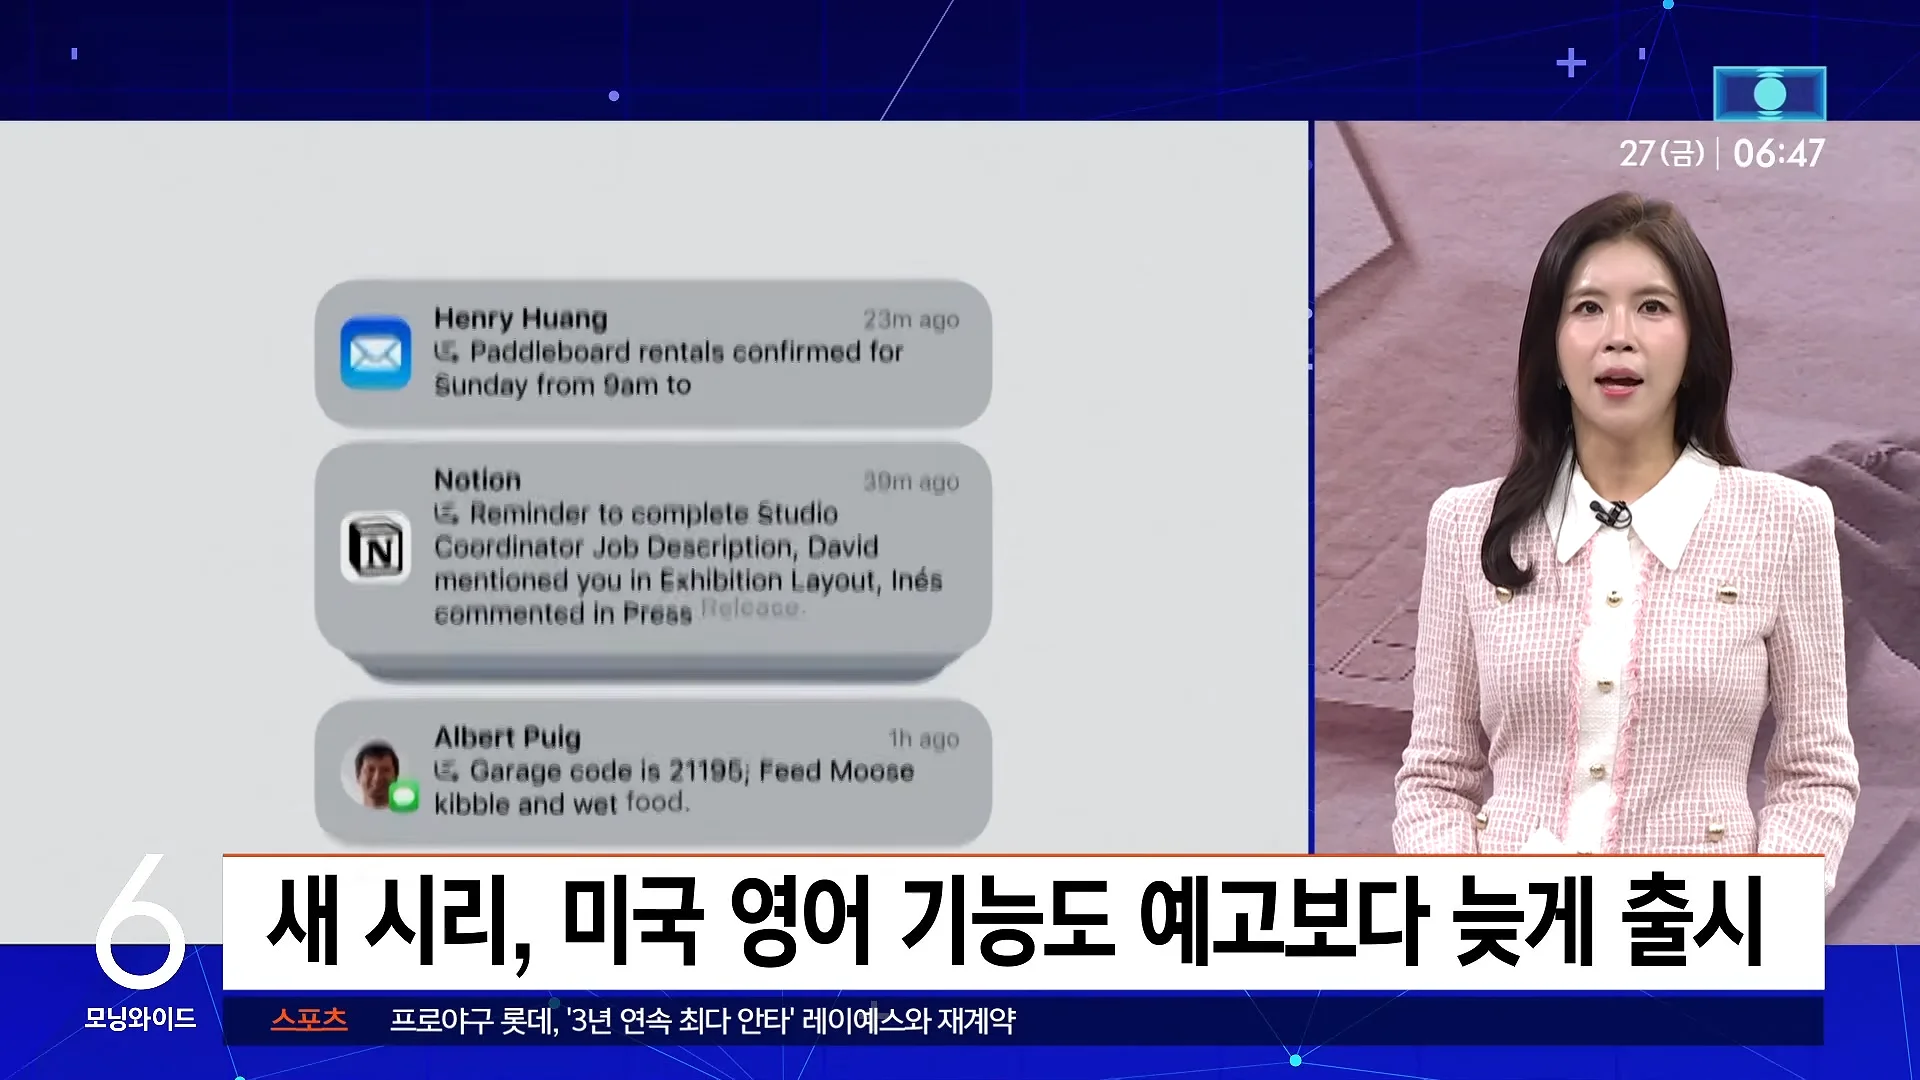 27(금) | 06:47
Henry Huang
23m ago
Paddleboard rentals confirmed for
Sunday from 9am to
Notion
39m ago
Reminder to complete Studio
Coordinator Job Description, David
mentioned you in Exhibition Layout, Inés
commented in Press Release.
N
Albert Puig
1h ago
Garage code is 21195; Feed Moose
kibble and wet food.
새 시리, 미국 영어 기능도 예고보다 늦게 출시
6
모닝와이드
스포츠 프로야구 롯데, '3년 연속 최다 안타' 레이예스와 재계약